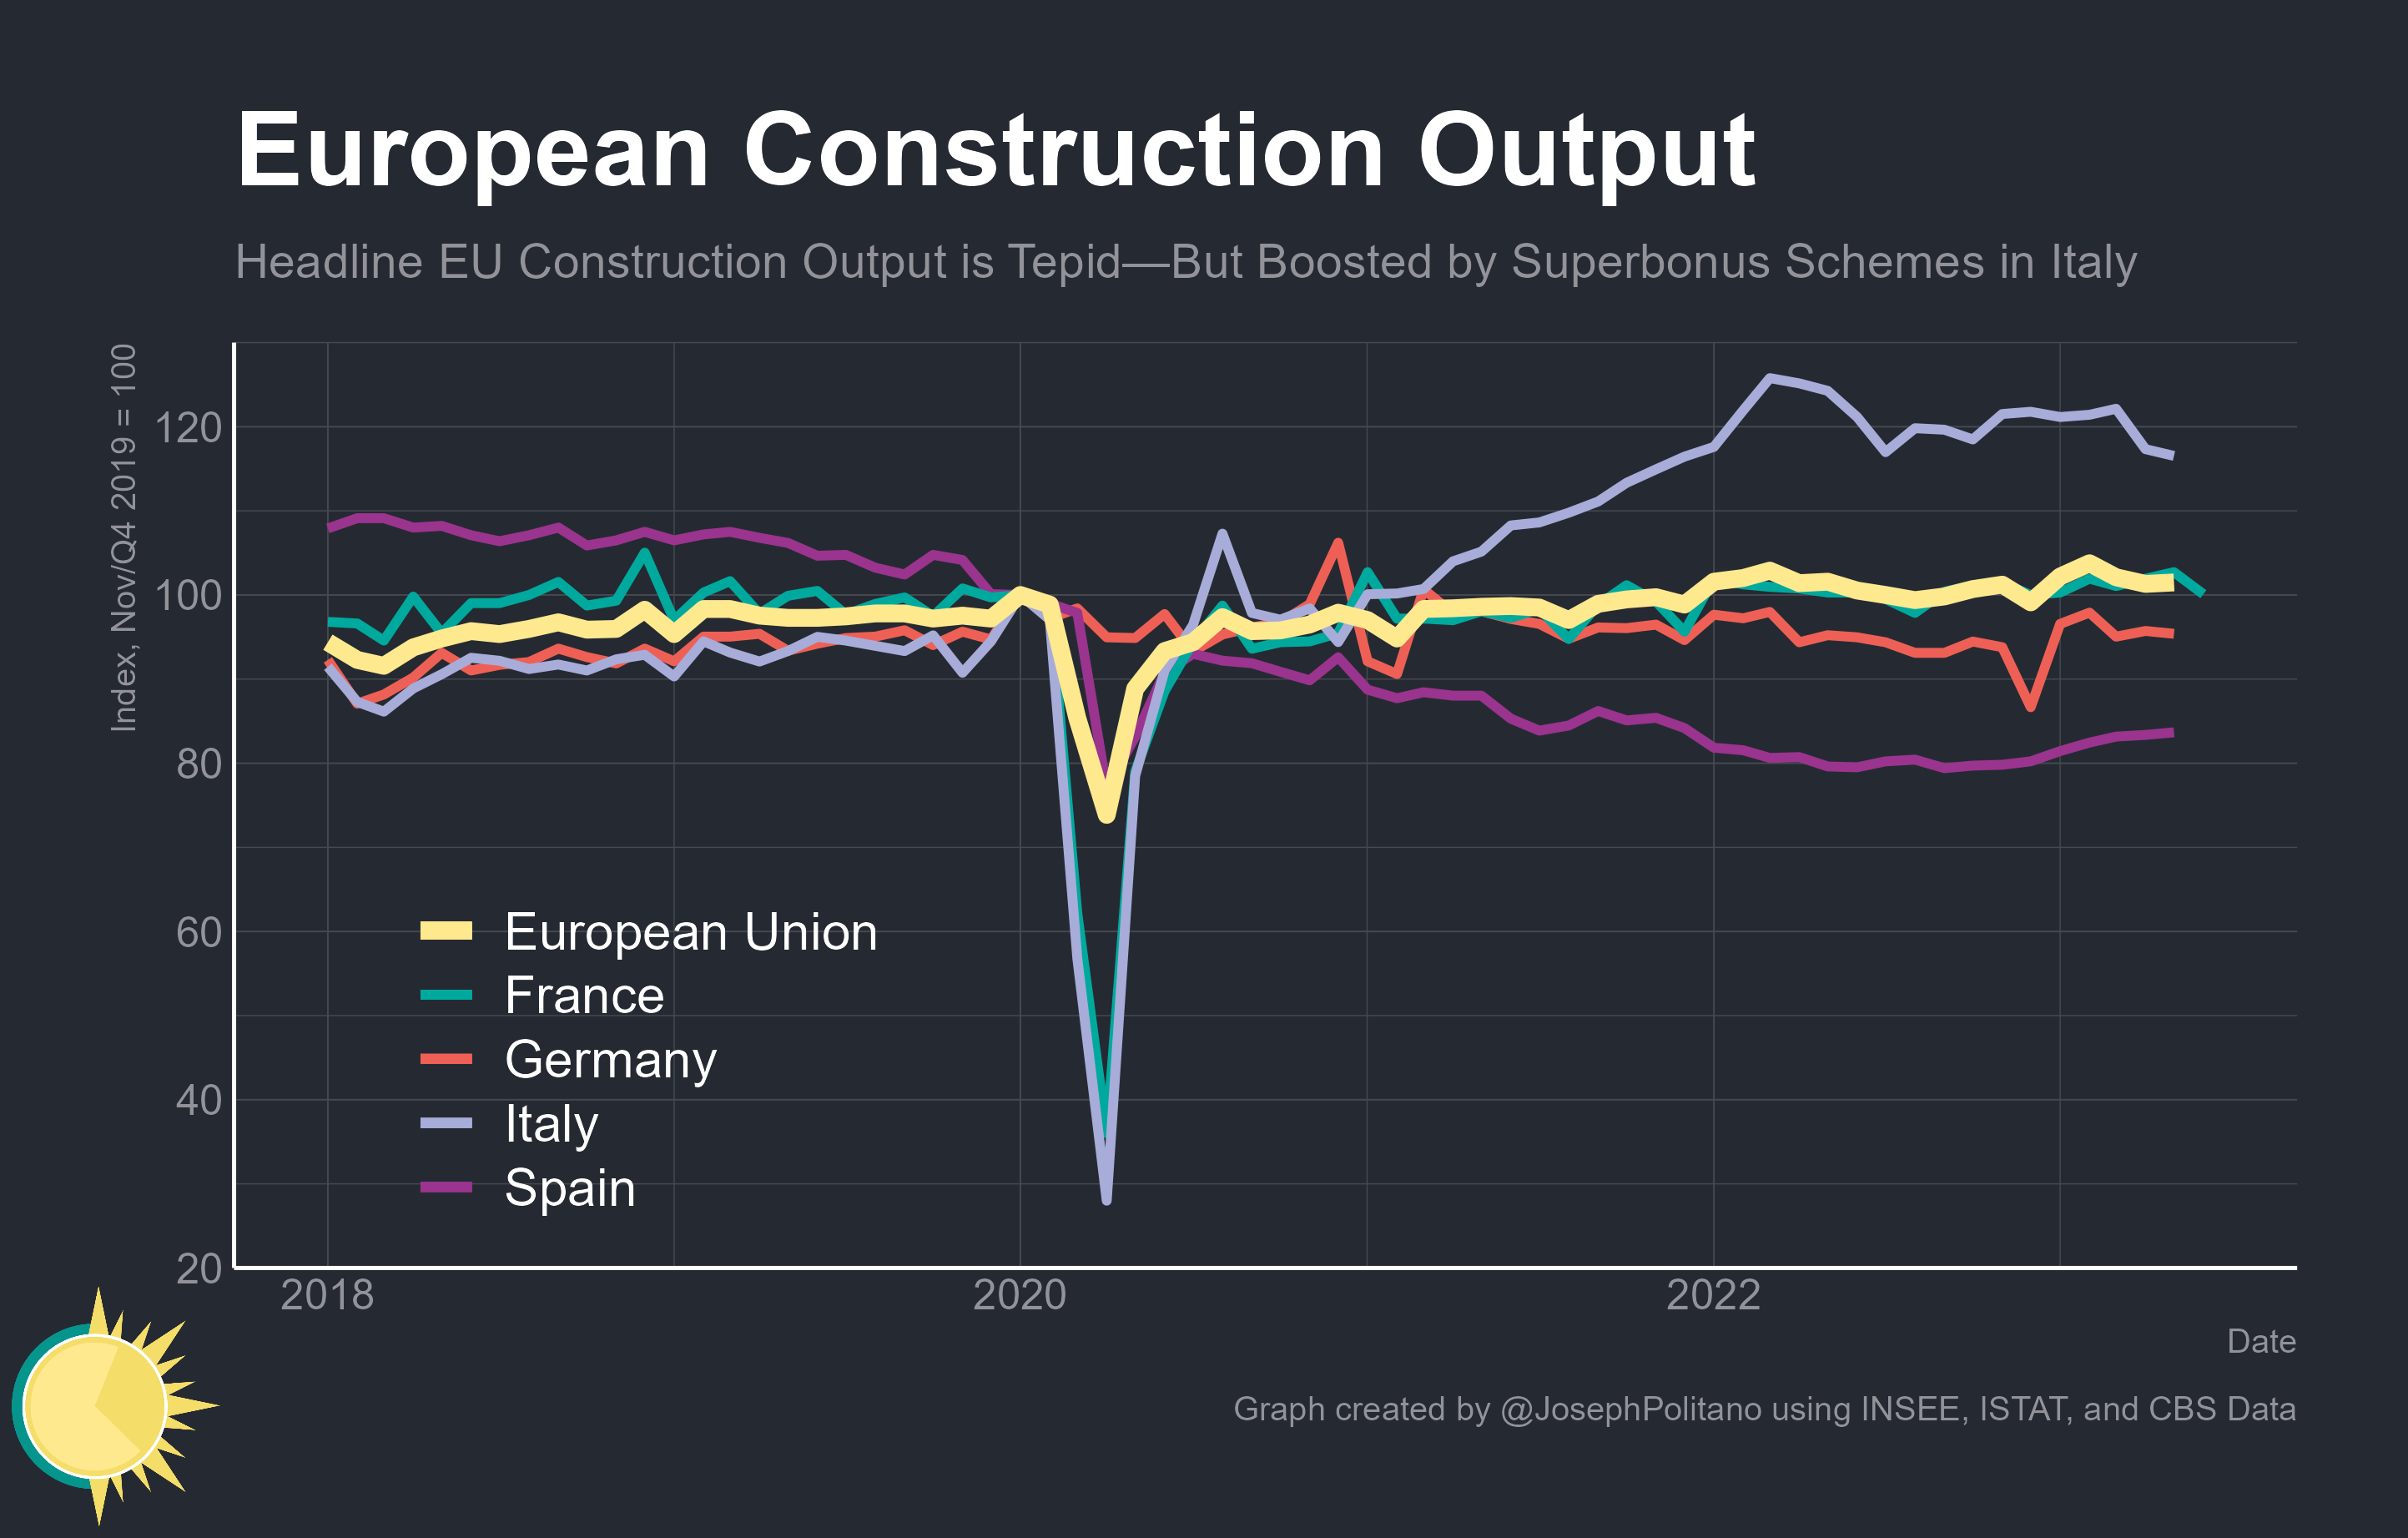 European Construction Output
Headline EU Construction Output is Tepid—But Boosted by Superbonus Schemes in Italy
Index, Nov/Q4 2019 = 100
120
100
80
60
40
20
European Union
France
Germany
Italy
Spain
2018
2020
2022
Date
Graph created by @JosephPolitano using INSEE, ISTAT, and CBS Data